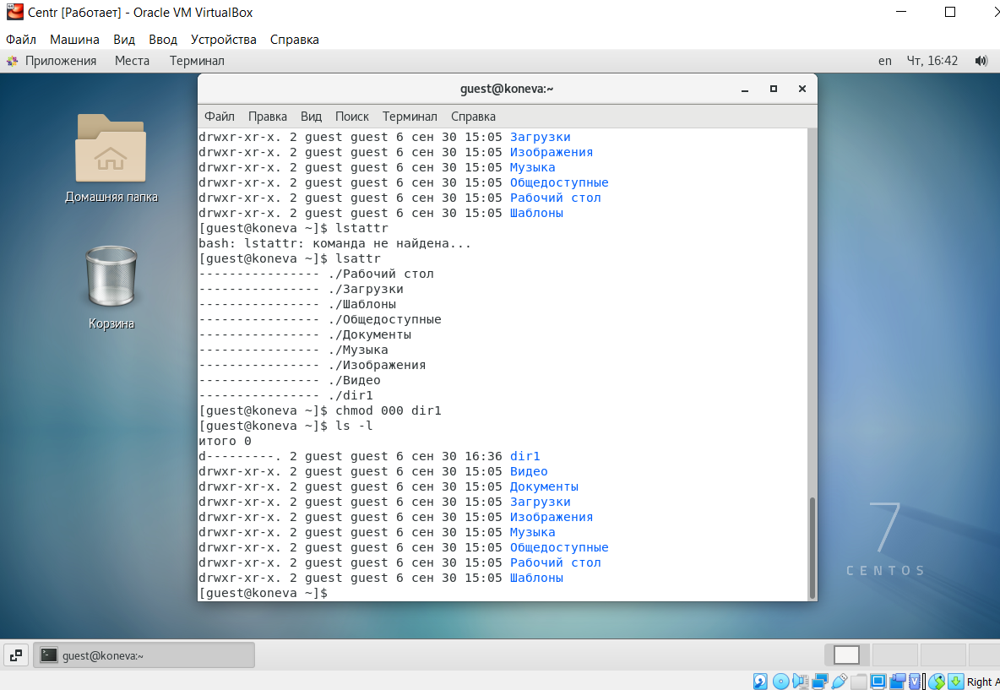 Centr [Работает] - Oracle VM VirtualBox
Файл Машина Вид Ввод Устройства Справка
Приложения Места Терминал en Чт, 16:42
guest@koneva:~
Файл Правка Вид Поиск Терминал Справка
drwxr-xr-x. 2 guest guest 6 сен 30 15:05 Загрузки
drwxr-xr-x. 2 guest guest 6 сен 30 15:05 Изображения
drwxr-xr-x. 2 guest guest 6 сен 30 15:05 Музыка
drwxr-xr-x. 2 guest guest 6 сен 30 15:05 Общедоступные
drwxr-xr-x. 2 guest guest 6 сен 30 15:05 Рабочий стол
drwxr-xr-x. 2 guest guest 6 сен 30 15:05 Шаблоны
[guest@koneva ~]$ lstattr
bash: lstattr: команда не найдена...
[guest@koneva ~]$ lsattr
---------------- ./Рабочий стол
---------------- ./Загрузки
---------------- ./Шаблоны
---------------- ./Общедоступные
---------------- ./Документы
---------------- ./Музыка
---------------- ./Изображения
---------------- ./Видео
---------------- ./dir1
[guest@koneva ~]$ chmod 000 dir1
[guest@koneva ~]$ ls -l
итого 0
d---------. 2 guest guest 6 сен 30 16:36 dir1
drwxr-xr-x. 2 guest guest 6 сен 30 15:05 Видео
drwxr-xr-x. 2 guest guest 6 сен 30 15:05 Документы
drwxr-xr-x. 2 guest guest 6 сен 30 15:05 Загрузки
drwxr-xr-x. 2 guest guest 6 сен 30 15:05 Изображения
drwxr-xr-x. 2 guest guest 6 сен 30 15:05 Музыка
drwxr-xr-x. 2 guest guest 6 сен 30 15:05 Общедоступные
drwxr-xr-x. 2 guest guest 6 сен 30 15:05 Рабочий стол
drwxr-xr-x. 2 guest guest 6 сен 30 15:05 Шаблоны
[guest@koneva ~]$
Домашняя папка
Корзина
7
CENTOS
guest@koneva:~
Right A